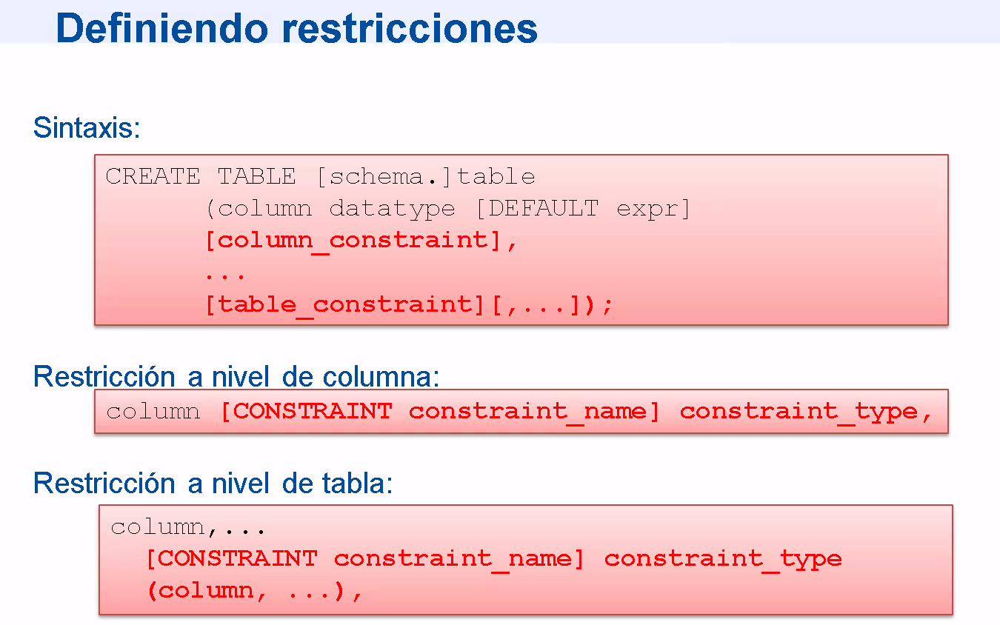 Definiendo restricciones
Sintaxis:
CREATE TABLE [schema.]table
(column datatype [DEFAULT expr]
[column_constraint],
...
[table_constraint][,...]);
Restricción a nivel de columna:
column [CONSTRAINT constraint_name] constraint_type,
Restricción a nivel de tabla:
column,...
[CONSTRAINT constraint_name] constraint_type
(column, ...),